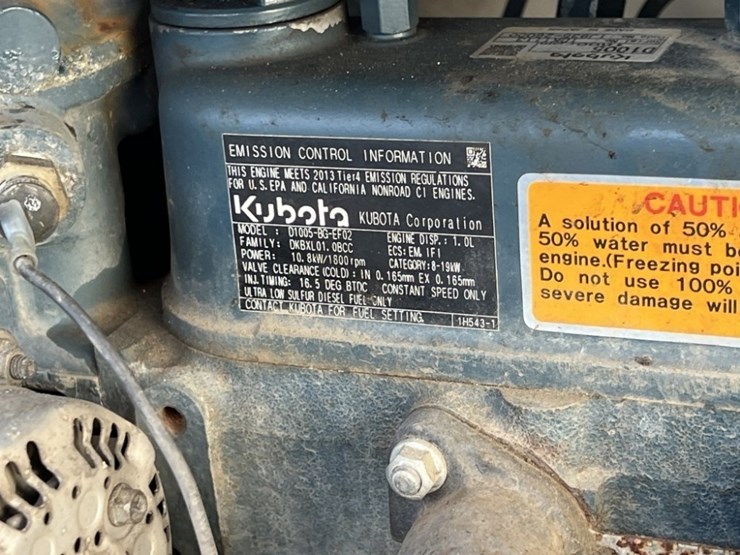 EMISSION CONTROL INFORMATION
THIS ENGINE MEETS 2013 Tier4 EMISSION REGULATIONS
FOR U.S.EPA AND CALIFORNIA NONROAD CI ENGINES.
Kubota KUBOTA Corporation
MODEL : D1005-BG-EF02 ENGINE DISP.: 1.0L
FAMILY: DKBXL01.0BCC ECS: EM, IFI
POWER: 10.8kW/1800rpm CATEGORY:8-19kW
VALVE CLEARANCE(COLD): IN 0.165mm EX 0.165mm
INJ.TIMING: 16.5 DEG BTDC CONSTANT SPEED ONLY
ULTRA LOW SULFUR DIESEL FUEL ONLY
CONTACT KUBOTA FOR FUEL SETTING. 1H543-1
CAUTI
A solution of 50%
50% water must b
engine.(Freezing poi
Do not use 100%
severe damage will
Kubota
D1005